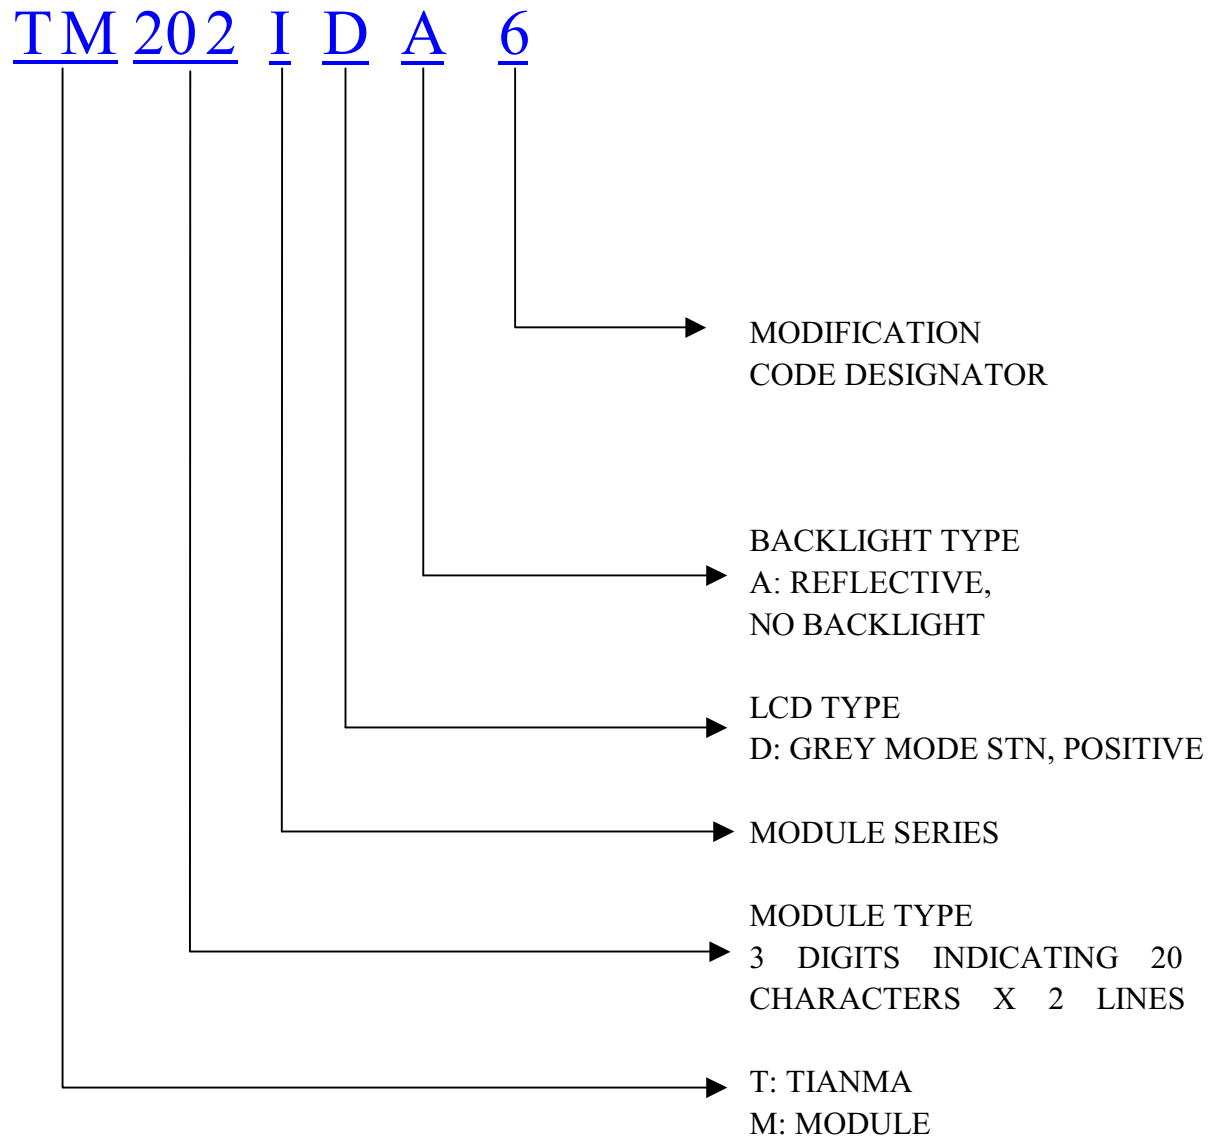 TM 202 I D A 6
MODIFICATION
CODE DESIGNATOR
BACKLIGHT TYPE
A: REFLECTIVE,
NO BACKLIGHT
LCD TYPE
D: GREY MODE STN, POSITIVE
MODULE SERIES
MODULE TYPE
3 DIGITS INDICATING 20
CHARACTERS X 2 LINES
T: TIANMA
M: MODULE